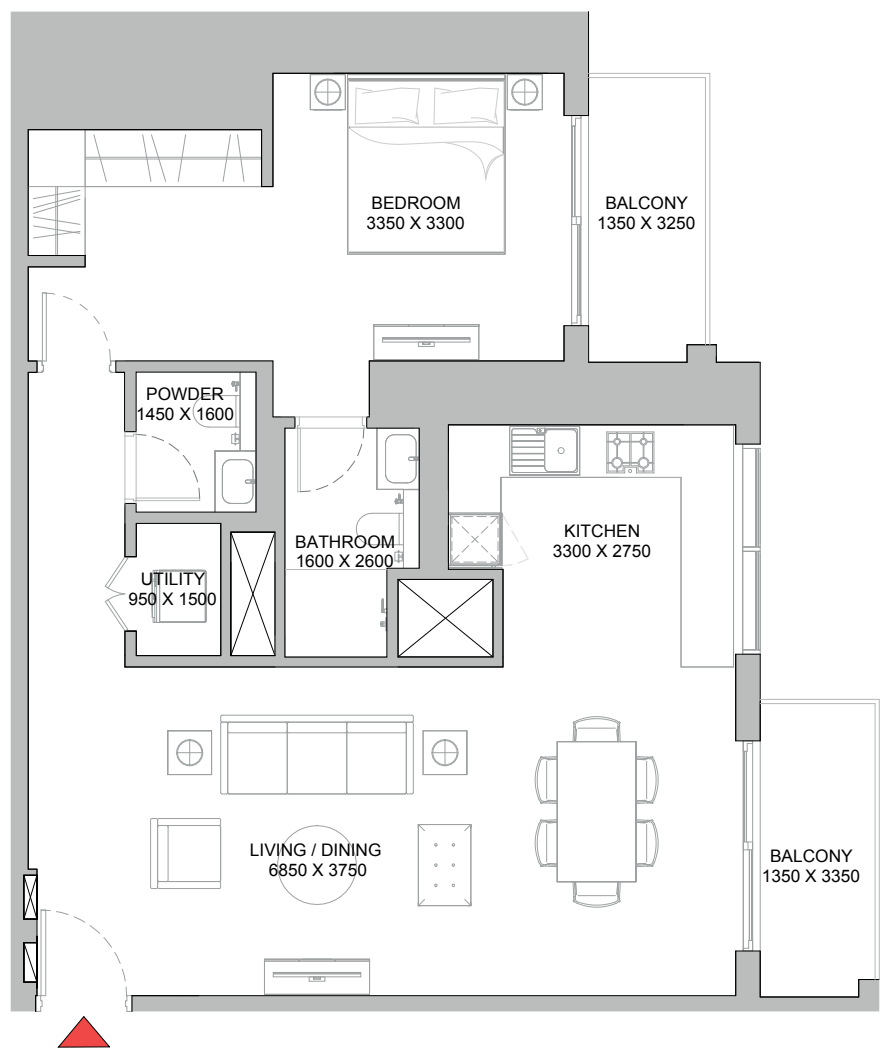 BEDROOM
3350 X 3300
BALCONY
1350 X 3250
POWDER
1450 X 1600
KITCHEN
3300 X 2750
BATHROOM
1600 X 2600
UTILITY
950 X 1500
LIVING / DINING
6850 X 3750
BALCONY
1350 X 3350